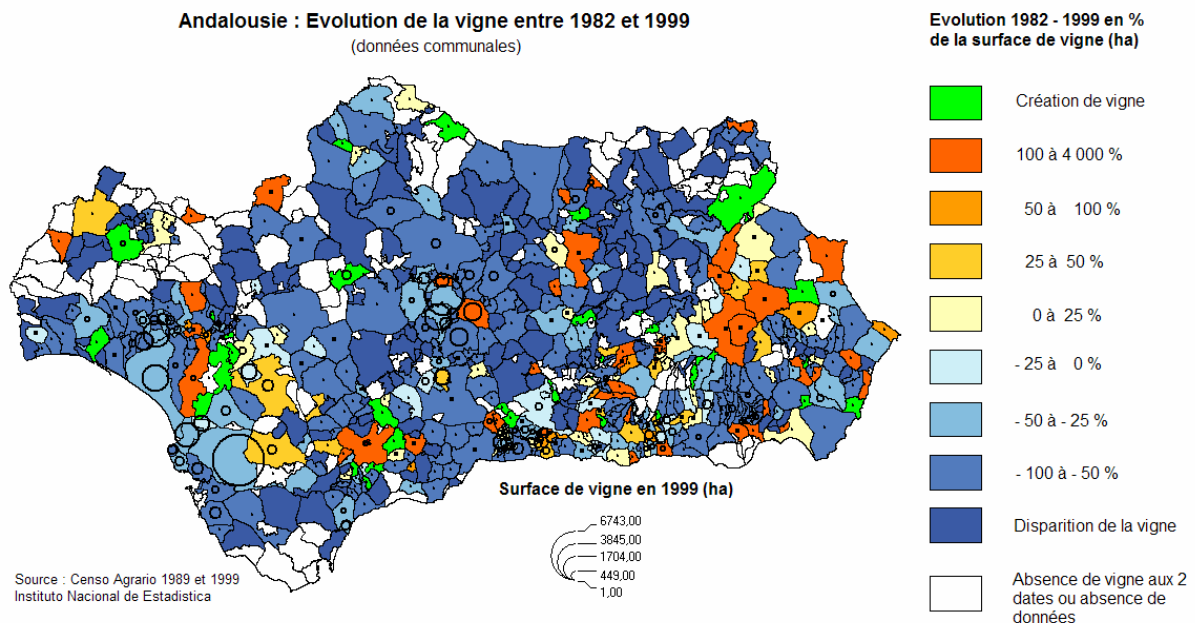 Andalousie : Evolution de la vigne entre 1982 et 1999
(données communales)
Evolution 1982 - 1999 en %
de la surface de vigne (ha)
Création de vigne
100 à 4 000 %
50 à 100 %
25 à 50 %
0 à 25 %
- 25 à 0 %
- 50 à - 25 %
- 100 à - 50 %
Disparition de la vigne
Absence de vigne aux 2
dates ou absence de
données
Surface de vigne en 1999 (ha)
6743,00
3845,00
1704,00
449,00
1,00
Source : Censo Agrario 1989 et 1999
Instituto Nacional de Estadistica